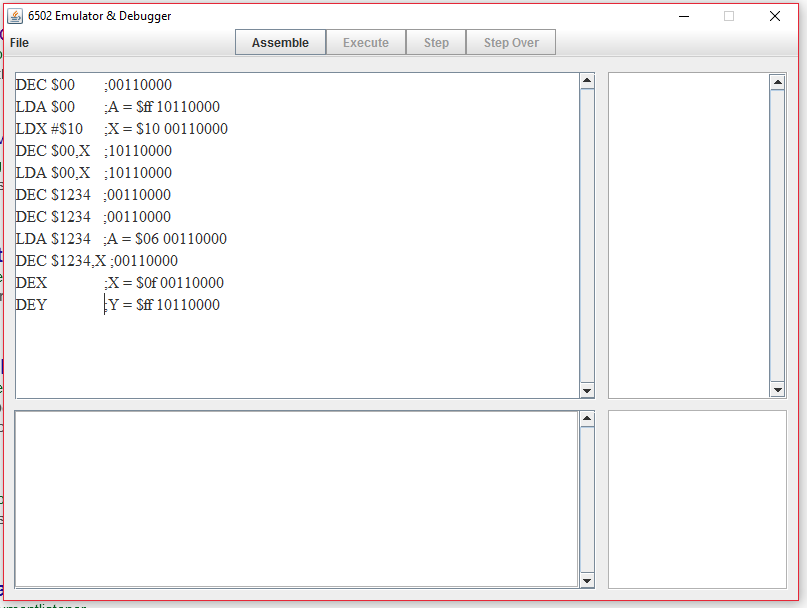 6502 Emulator & Debugger
File Assemble Execute Step Step Over
DEC $00 ;00110000
LDA $00 ;A = $ff 10110000
LDX #$10 ;X = $10 00110000
DEC $00,X ;10110000
LDA $00,X ;10110000
DEC $1234 ;00110000
DEC $1234 ;00110000
LDA $1234 ;A = $06 00110000
DEC $1234,X ;00110000
DEX ;X = $0f 00110000
DEY ;Y = $ff 10110000